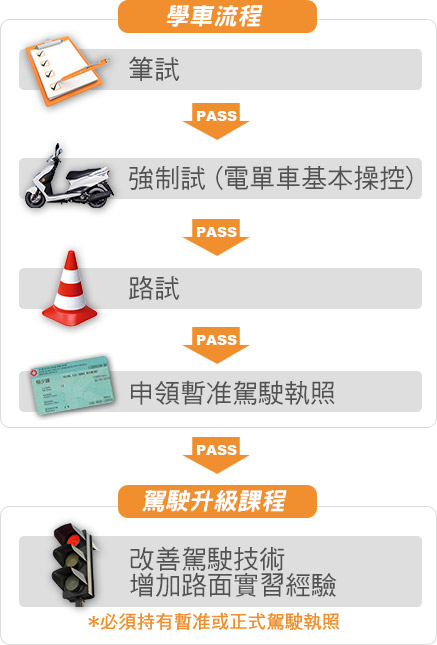 學車流程
筆試
PASS
強制試（電單車基本操控）
PASS
路試
PASS
申領暫准駕駛執照
PASS
駕駛升級課程
改善駕駛技術
增加路面實習經驗
*必須持有暫准或正式駕駛執照